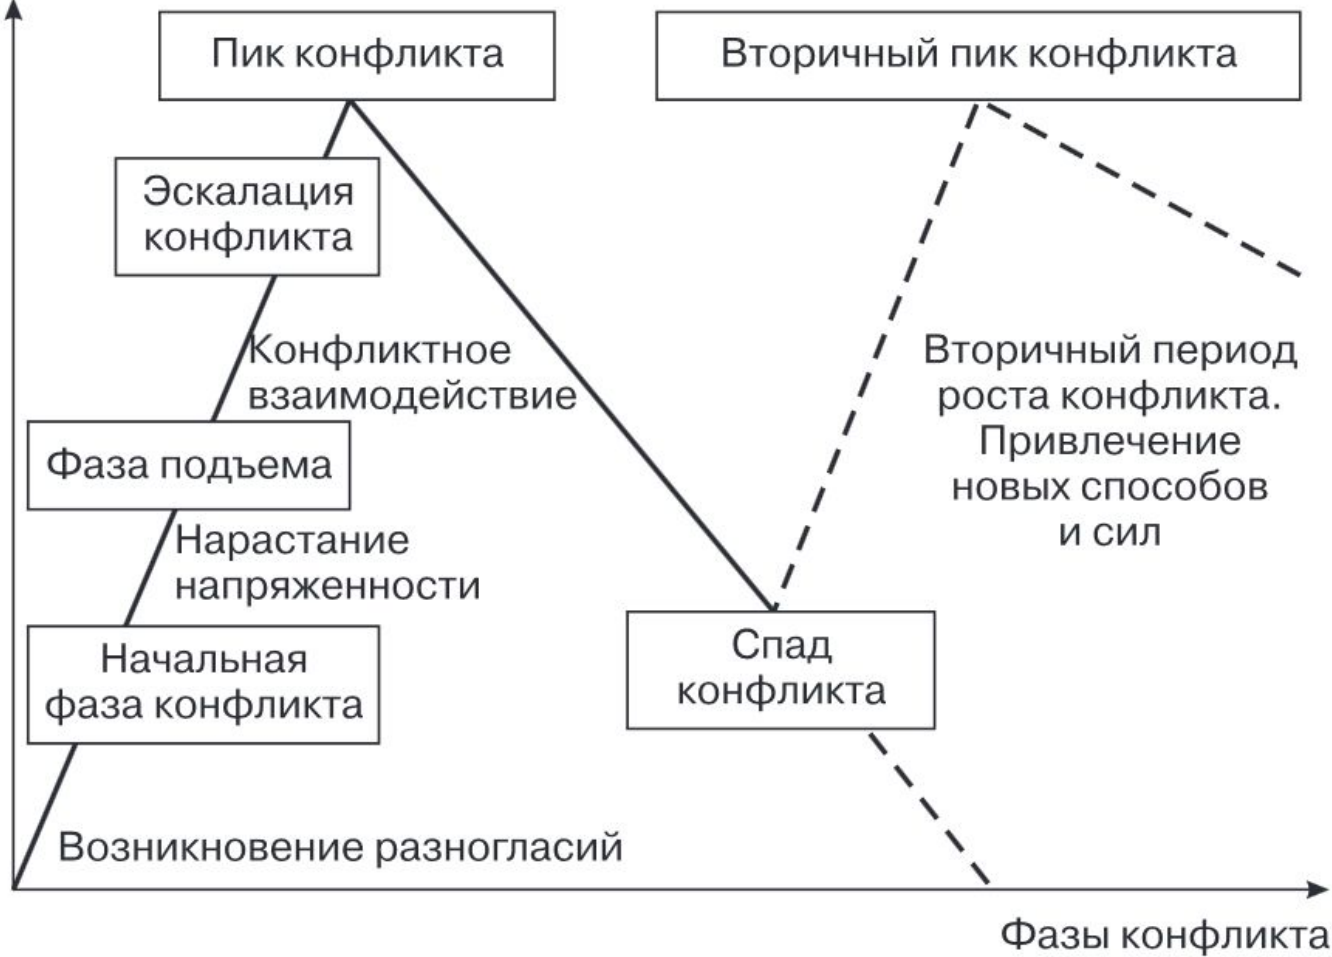 Пик конфликта
Вторичный пик конфликта
Эскалация
конфликта
Конфликтное
взаимодействие
Вторичный период
роста конфликта.
Привлечение
новых способов
и сил
Фаза подъема
Нарастание
напряженности
Начальная
фаза конфликта
Спад
конфликта
Возникновение разногласий
Фазы конфликта